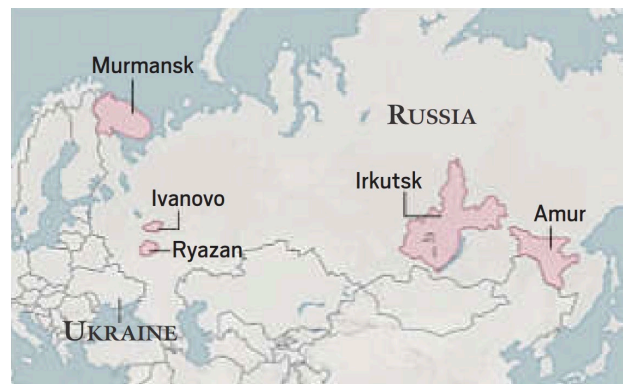 Murmansk
RUSSIA
Irkutsk
Ivanovo
Amur
Ryazan
UKRAINE